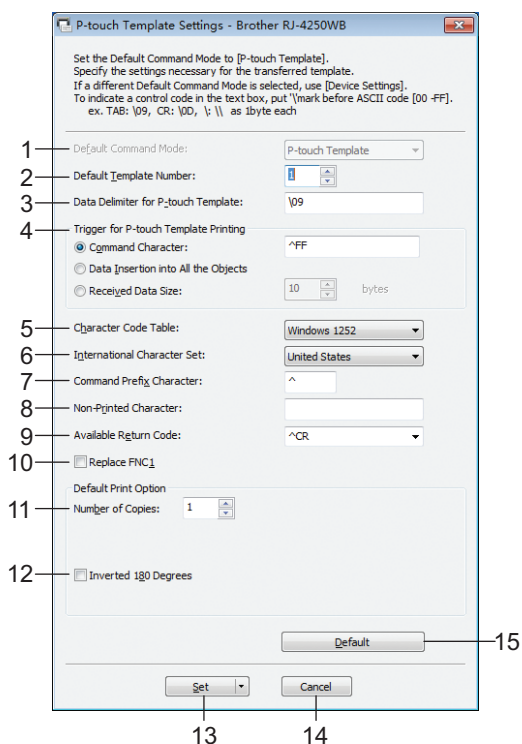 P-touch Template Settings - Brother RJ-4250WB
Set the Default Command Mode to [P-touch Template].
Specify the settings necessary for the transferred template.
If a different Default Command Mode is selected, use [Device Settings].
To indicate a control code in the text box, put '\'mark before ASCII code [00 -FF].
ex. TAB: \09, CR: \0D, \: \\ as 1byte each
1 Default Command Mode: P-touch Template
2 Default Template Number: 1
3 Data Delimiter for P-touch Template: \09
4 Trigger for P-touch Template Printing
Command Character: ^FF
Data Insertion into All the Objects
Received Data Size: 10 bytes
5 Character Code Table: Windows 1252
6 International Character Set: United States
7 Command Prefix Character: ^
8 Non-Printed Character:
9 Available Return Code: ^CR
10 Replace FNC1
Default Print Option
11 Number of Copies: 1
12 Inverted 180 Degrees
Default 15
Set Cancel
13 14